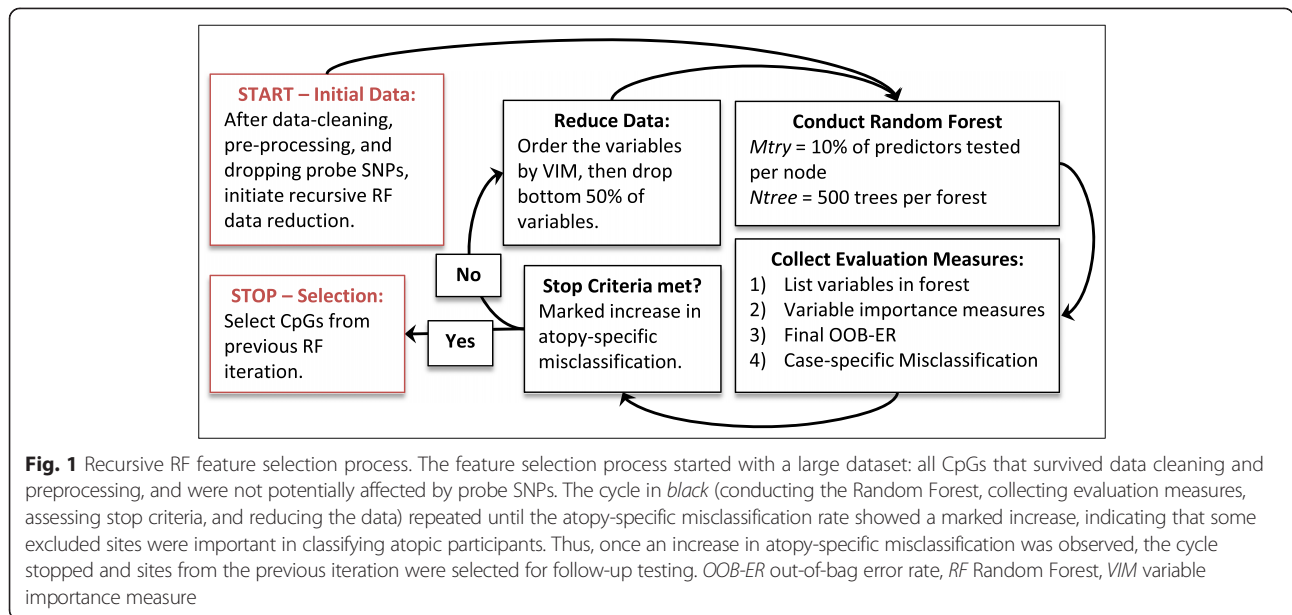 START – Initial Data:
After data-cleaning,
pre-processing, and
dropping probe SNPs,
initiate recursive RF
data reduction.
Reduce Data:
Order the variables
by VIM, then drop
bottom 50% of
variables.
Conduct Random Forest
Mtry = 10% of predictors tested
per node
Ntree = 500 trees per forest
Collect Evaluation Measures:
1) List variables in forest
2) Variable importance measures
3) Final OOB-ER
4) Case-specific Misclassification
Stop Criteria met?
Marked increase in
atopy-specific
misclassification.
No
Yes
STOP – Selection:
Select CpGs from
previous RF
iteration.
Fig. 1 Recursive RF feature selection process. The feature selection process started with a large dataset: all CpGs that survived data cleaning and
preprocessing, and were not potentially affected by probe SNPs. The cycle in black (conducting the Random Forest, collecting evaluation measures,
assessing stop criteria, and reducing the data) repeated until the atopy-specific misclassification rate showed a marked increase, indicating that some
excluded sites were important in classifying atopic participants. Thus, once an increase in atopy-specific misclassification was observed, the cycle
stopped and sites from the previous iteration were selected for follow-up testing. OOB-ER out-of-bag error rate, RF Random Forest, VIM variable
importance measure